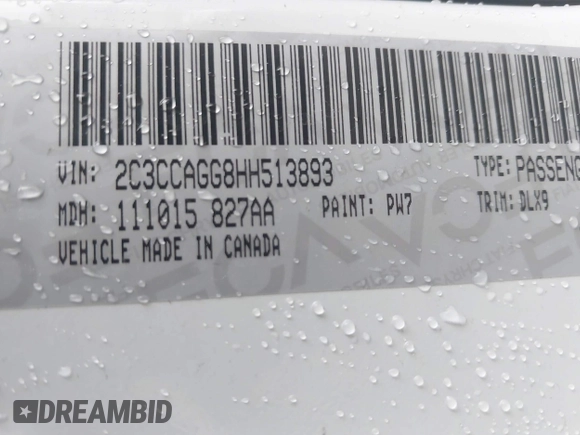 VIN: 2C3CCAGG8HH513893 TYPE: PASSENG
MDH: 111015 827AA PAINT: PW7 TRIM: DLX9
VEHICLE MADE IN CANADA
DREAMBID